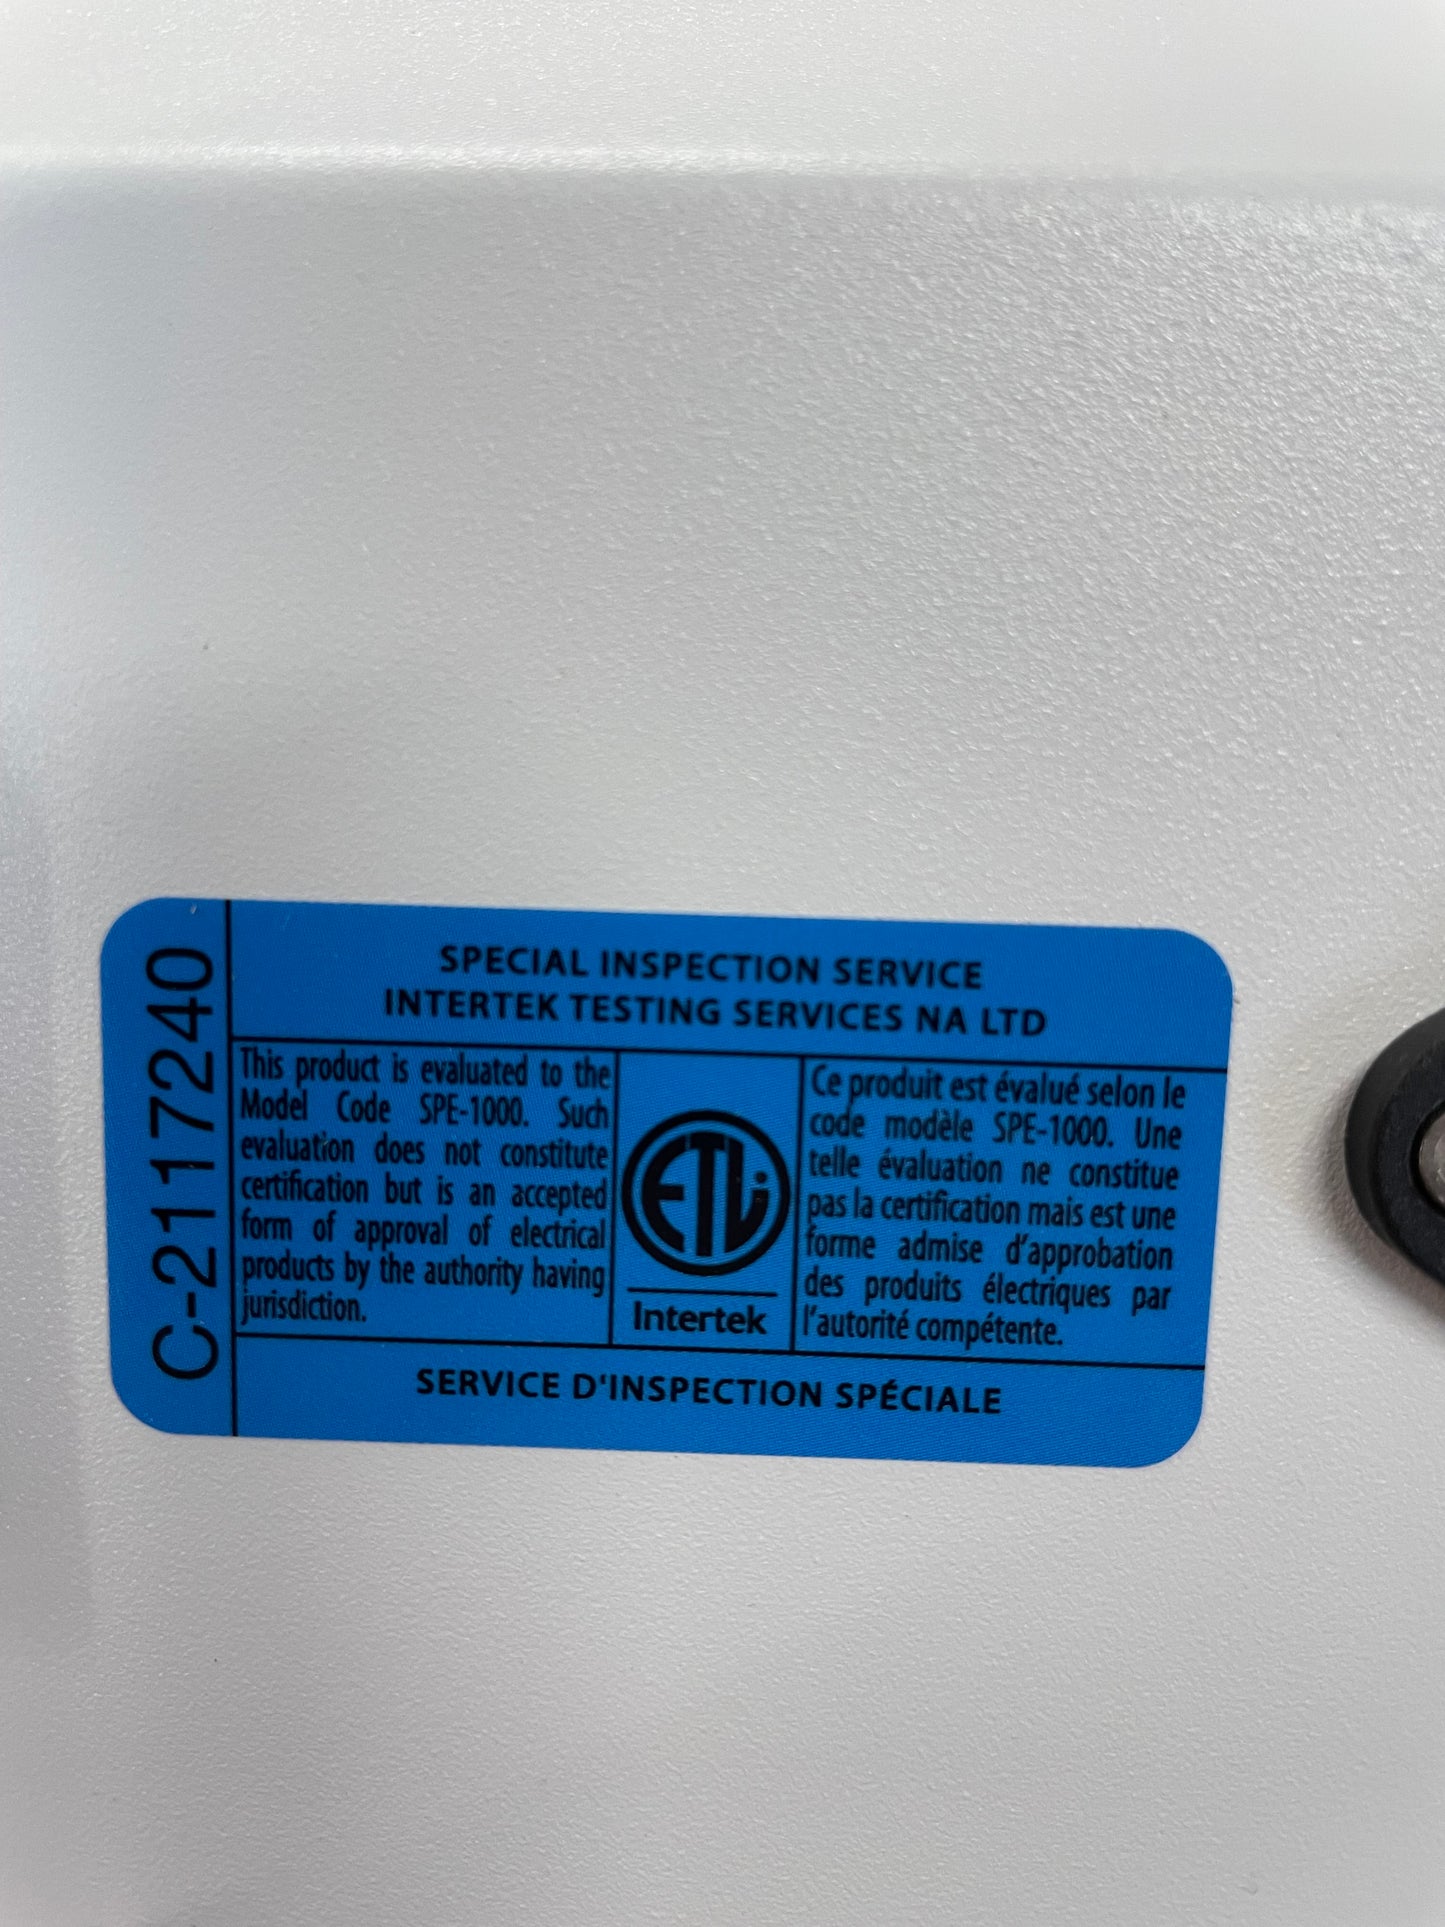 C-2117240
SPECIAL INSPECTION SERVICE
INTERTEK TESTING SERVICES NA LTD
This product is evaluated to the
Model Code SPE-1000. Such
evaluation does not constitute
certification but is an accepted
form of approval of electrical
products by the authority having
jurisdiction.
ETL
Intertek
Ce produit est évalué selon le
code modèle SPE-1000. Une
telle évaluation ne constitue
pas la certification mais est une
forme admise d'approbation
des produits électriques par
l'autorité compétente.
SERVICE D'INSPECTION SPÉCIALE